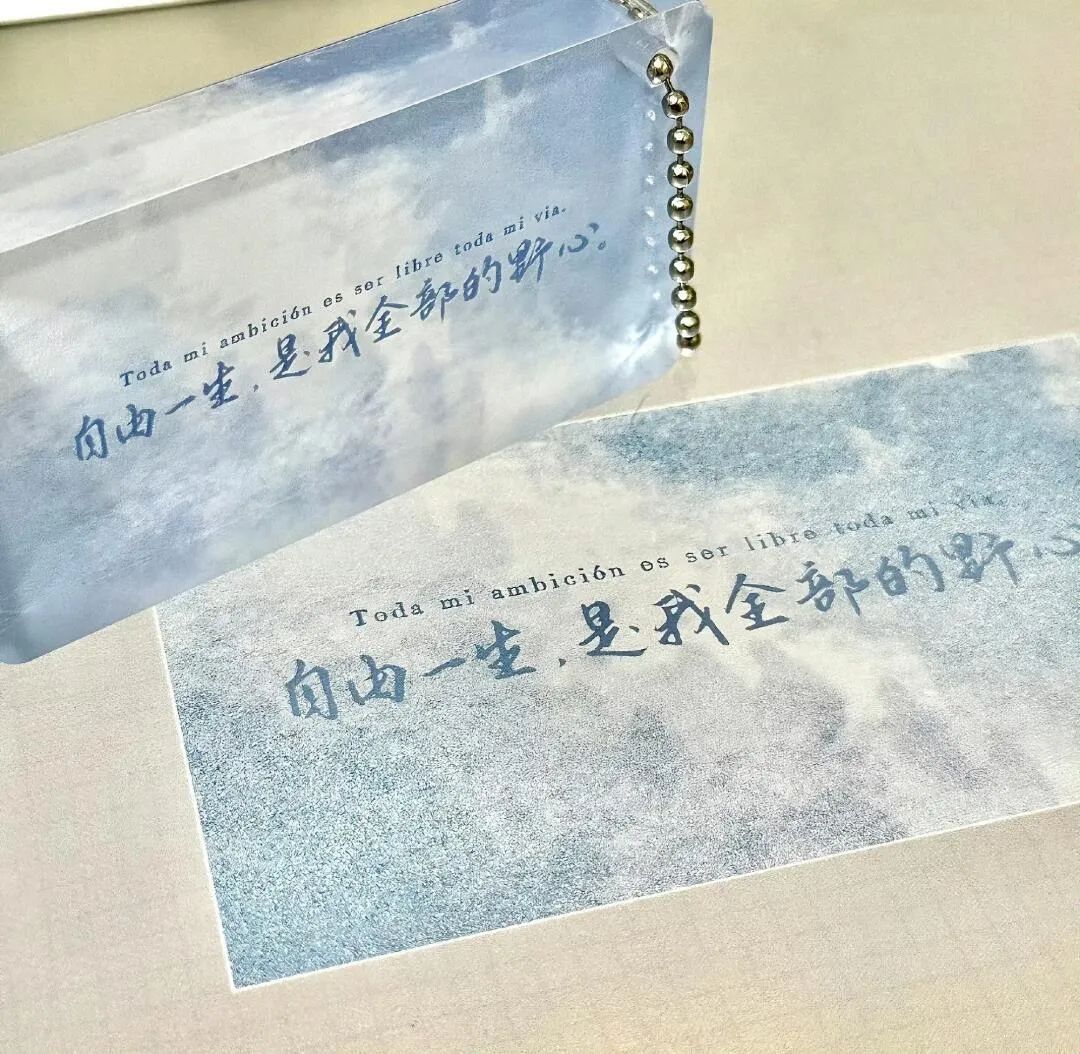 Toda mi ambición es ser libre toda mi via.
自由一生，是我全部的野心。
Toda mi ambición es ser libre toda mi via.
自由一生，是我全部的野心